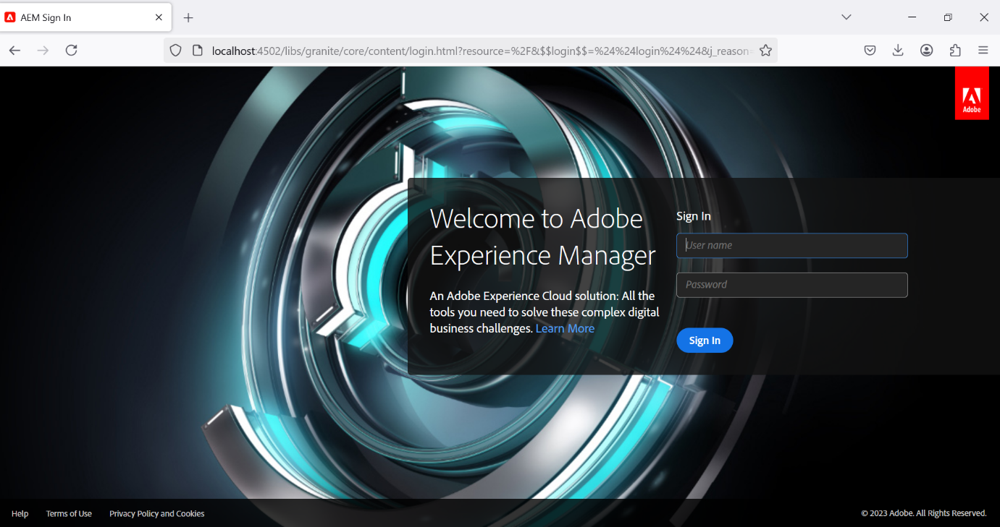 AEM Sign In
localhost:4502/libs/granite/core/content/login.html?resource=%2F&$$login$$=%24%24login%24%24&j_reason=
Adobe
Welcome to Adobe
Experience Manager
An Adobe Experience Cloud solution: All the
tools you need to solve these complex digital
business challenges. Learn More
Sign In
User name
Password
Sign In
Help
Terms of Use
Privacy Policy and Cookies
© 2023 Adobe. All Rights Reserved.